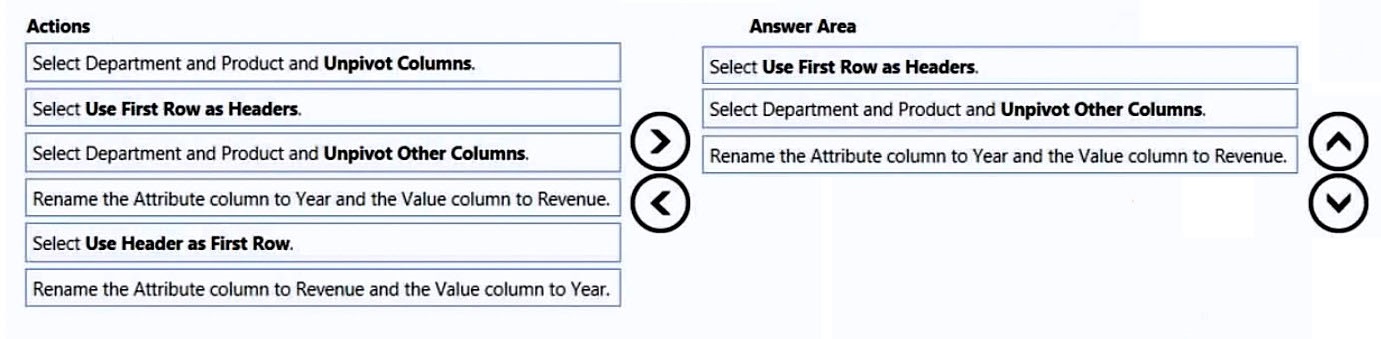 Actions
Select Department and Product and Unpivot Columns.
Select Use First Row as Headers.
Select Department and Product and Unpivot Other Columns.
Rename the Attribute column to Year and the Value column to Revenue.
Select Use Header as First Row.
Rename the Attribute column to Revenue and the Value column to Year.
Answer Area
Select Use First Row as Headers.
Select Department and Product and Unpivot Other Columns.
Rename the Attribute column to Year and the Value column to Revenue.